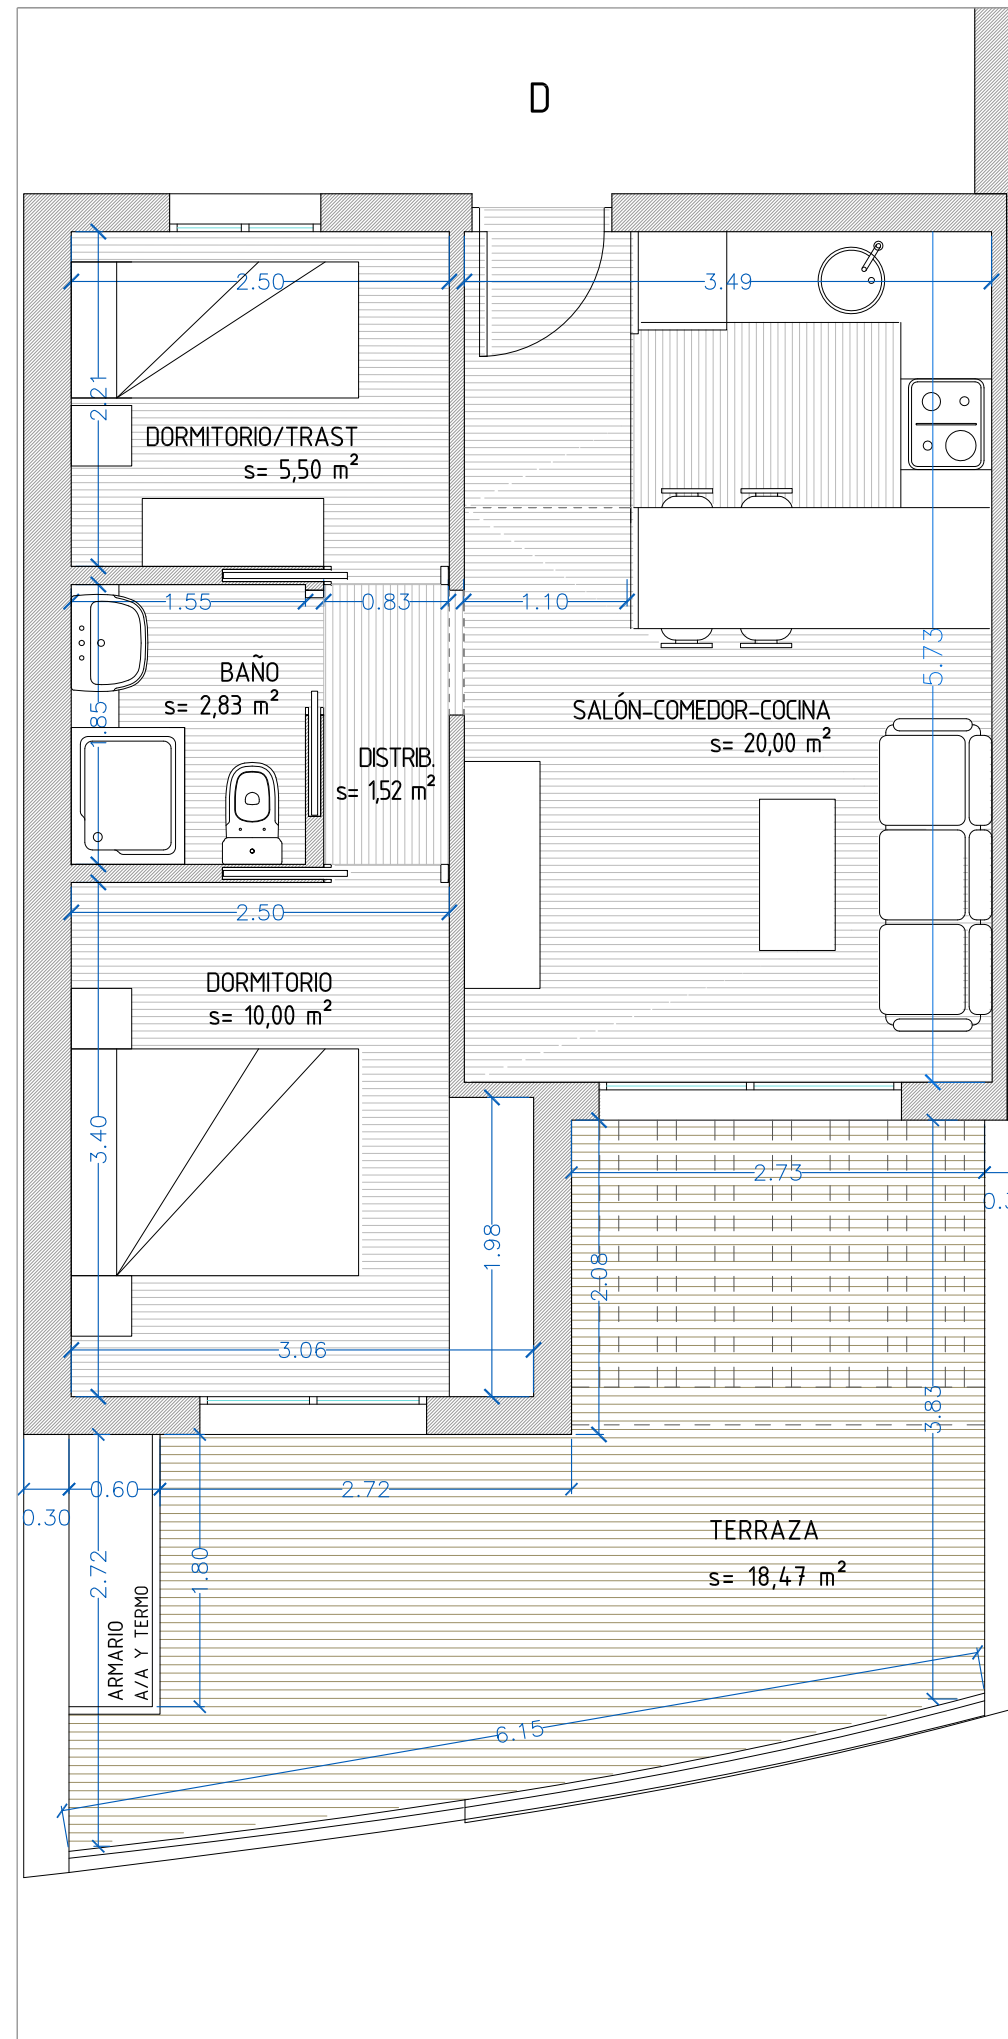 D
2.50
3.49
2.21
DORMITORIO/TRAST
s= 5,50 m²
1.55
0.83
1.10
5.73
BAÑO
s= 2,83 m²
1.85
SALÓN-COMEDOR-COCINA
s= 20,00 m²
DISTRIB.
s= 1,52 m²
2.50
DORMITORIO
s= 10,00 m²
3.40
2.73
1.98
2.08
3.06
3.83
0.60
2.72
0.30
TERRAZA
s= 18,47 m²
2.72
1.80
ARMARIO
A/A Y TERMO
6.15